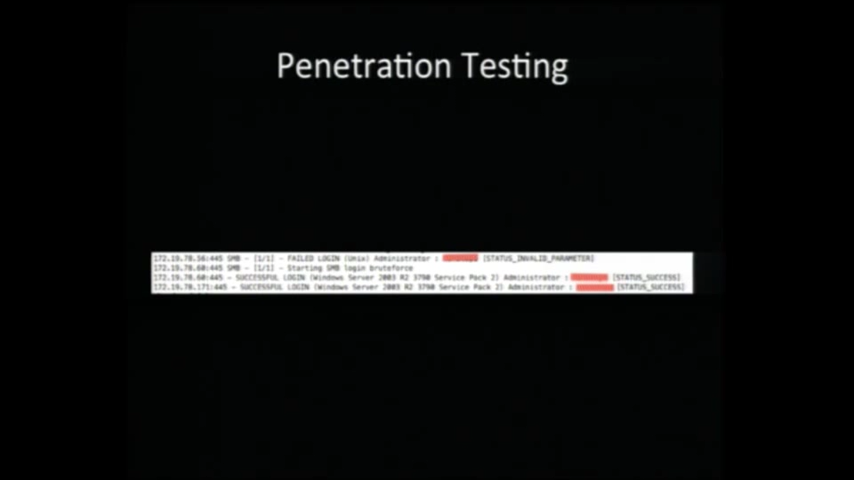 Penetration Testing
172.19.78.56:445 SMB - [1/1] - FAILED LOGIN (Unix) Administrator : [STATUS_INVALID_PARAMETER]
172.19.78.60:445 SMB - [1/1] - Starting SMB login bruteforce
172.19.78.60:445 - SUCCESSFUL LOGIN (Windows Server 2003 R2 3790 Service Pack 2) Administrator : [STATUS_SUCCESS]
172.19.78.171:445 - SUCCESSFUL LOGIN (Windows Server 2003 R2 3790 Service Pack 2) Administrator : [STATUS_SUCCESS]